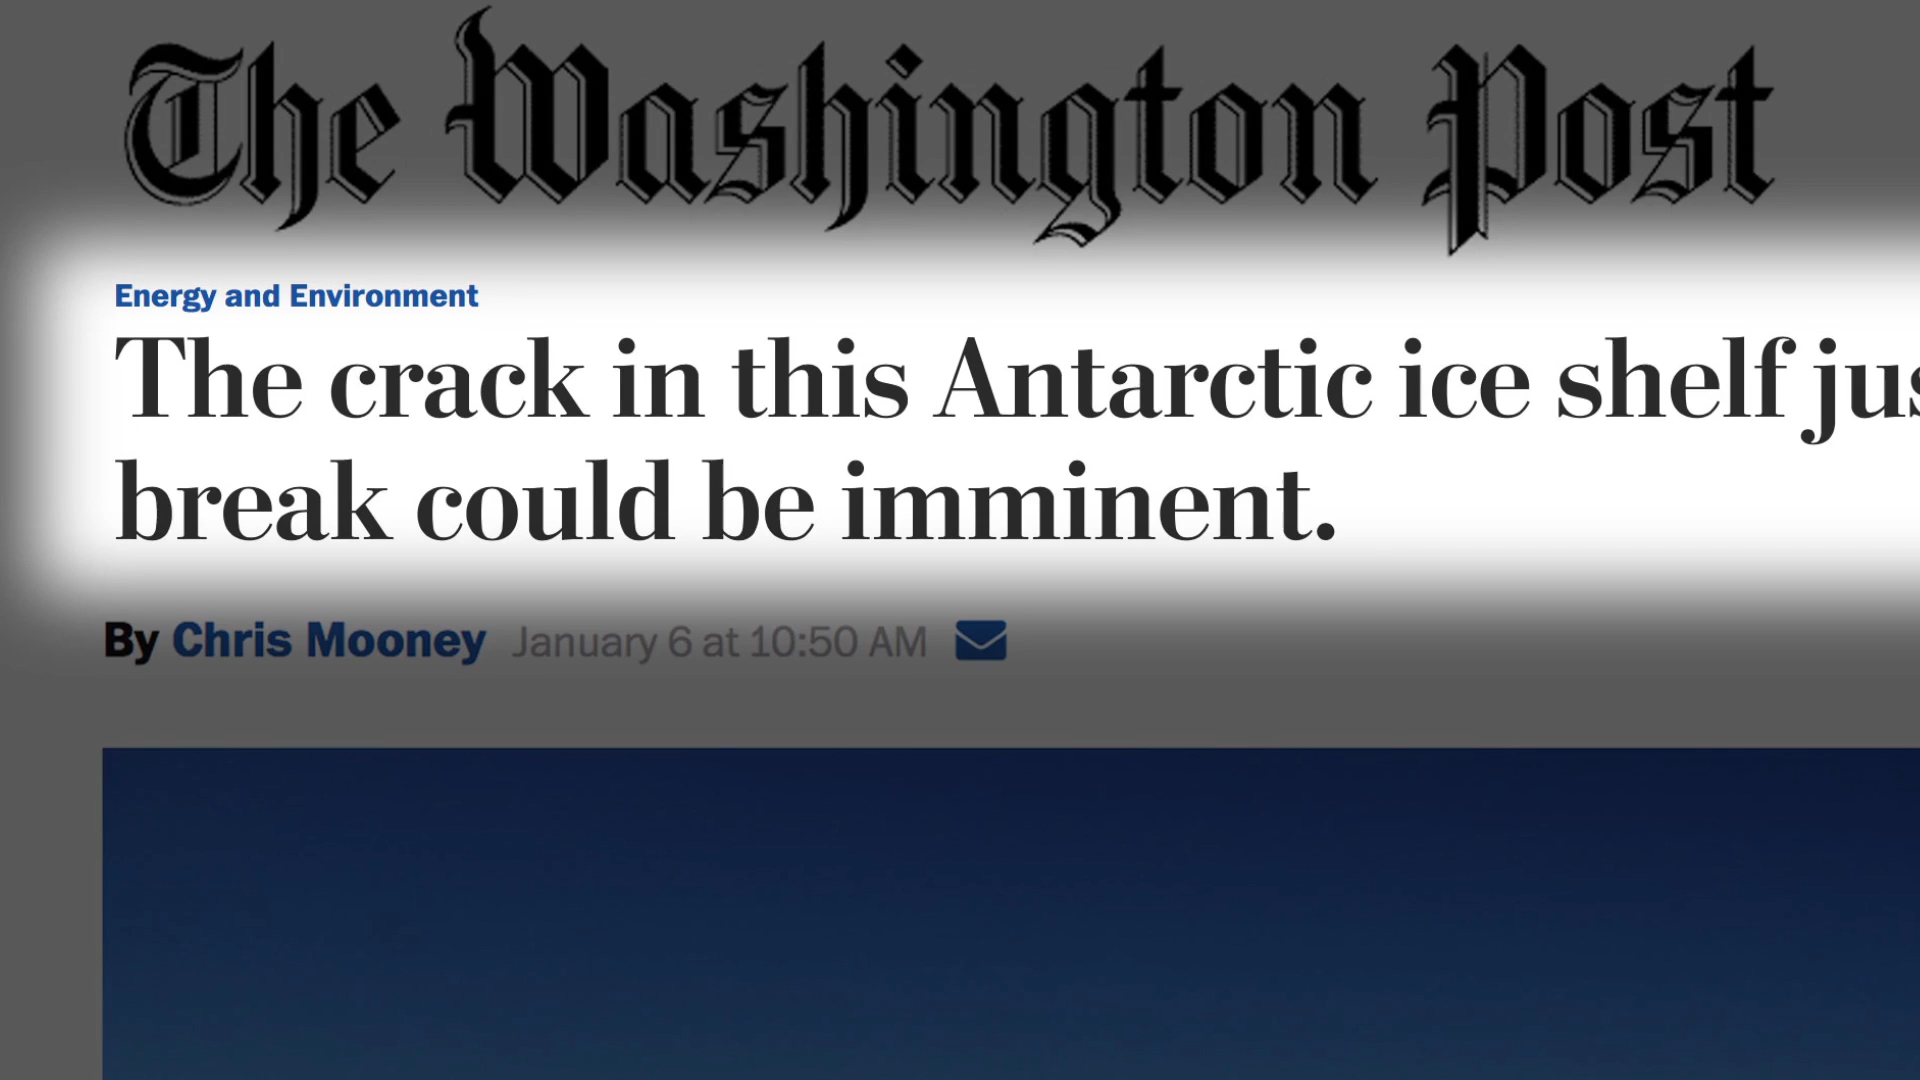 The Washington Post
Energy and Environment
The crack in this Antarctic ice shelf
break could be imminent.
By Chris Mooney January 6 at 10:50 AM